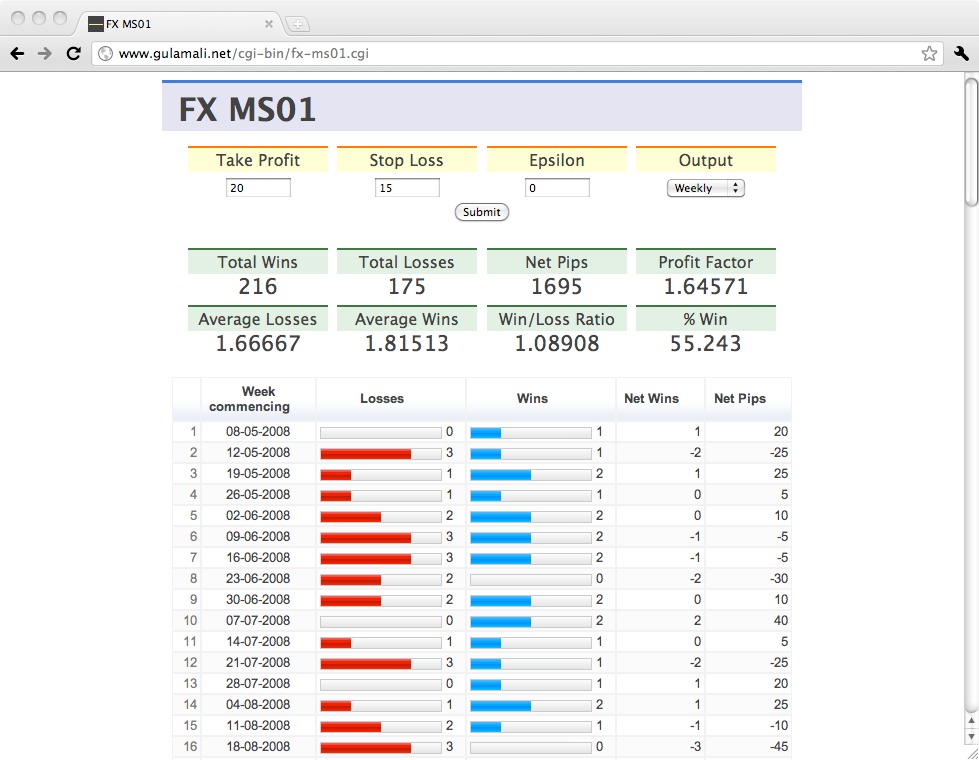 FX MS01
www.gulamali.net/cgi-bin/fx-ms01.cgi
FX MS01
Take Profit Stop Loss Epsilon Output
20 15 0 Weekly
Submit
Total Wins Total Losses Net Pips Profit Factor
216 175 1695 1.64571
Average Losses Average Wins Win/Loss Ratio % Win
1.66667 1.81513 1.08908 55.243
Week commencing Losses Wins Net Wins Net Pips
1 08-05-2008 0 1 1 20
2 12-05-2008 3 1 -2 -25
3 19-05-2008 1 2 1 25
4 26-05-2008 1 1 0 5
5 02-06-2008 2 2 0 10
6 09-06-2008 3 2 -1 -5
7 16-06-2008 3 2 -1 -5
8 23-06-2008 2 0 -2 -30
9 30-06-2008 2 2 0 10
10 07-07-2008 0 2 2 40
11 14-07-2008 1 1 0 5
12 21-07-2008 3 1 -2 -25
13 28-07-2008 0 1 1 20
14 04-08-2008 1 2 1 25
15 11-08-2008 2 1 -1 -10
16 18-08-2008 3 0 -3 -45